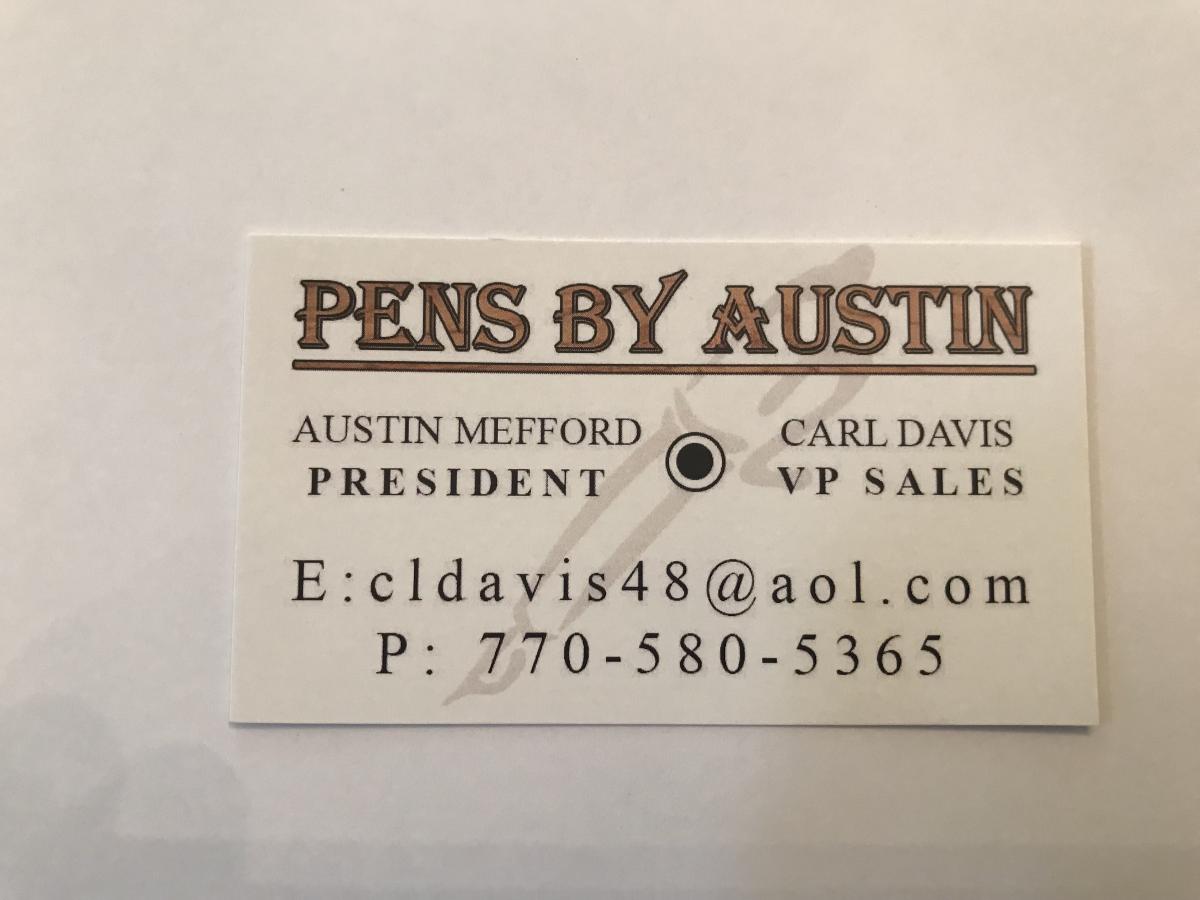 PENS BY AUSTIN
AUSTIN MEFFORD
PRESIDENT
CARL DAVIS
VP SALES
E:cldavis48@aol.com
P: 770-580-5365